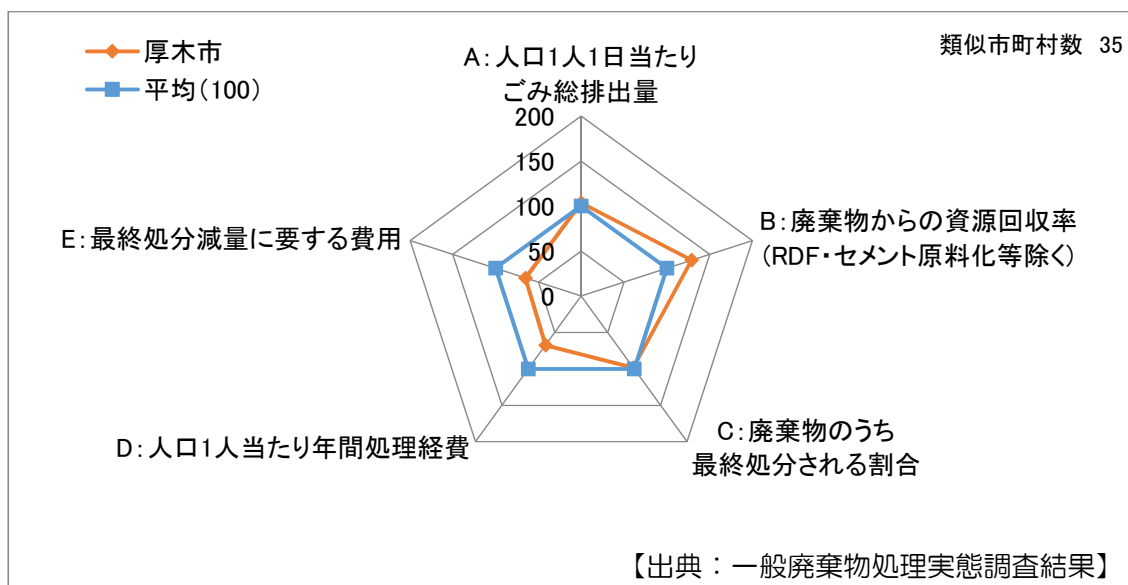 厚木市
平均(100)
類似市町村数 35
A:人口1人1日当たり
ごみ総排出量
200
150
100
50
0
B:廃棄物からの資源回収率
(RDF・セメント原料化等除く)
E:最終処分減量に要する費用
D:人口1人当たり年間処理経費
C:廃棄物のうち
最終処分される割合
【出典:一般廃棄物処理実態調査結果】